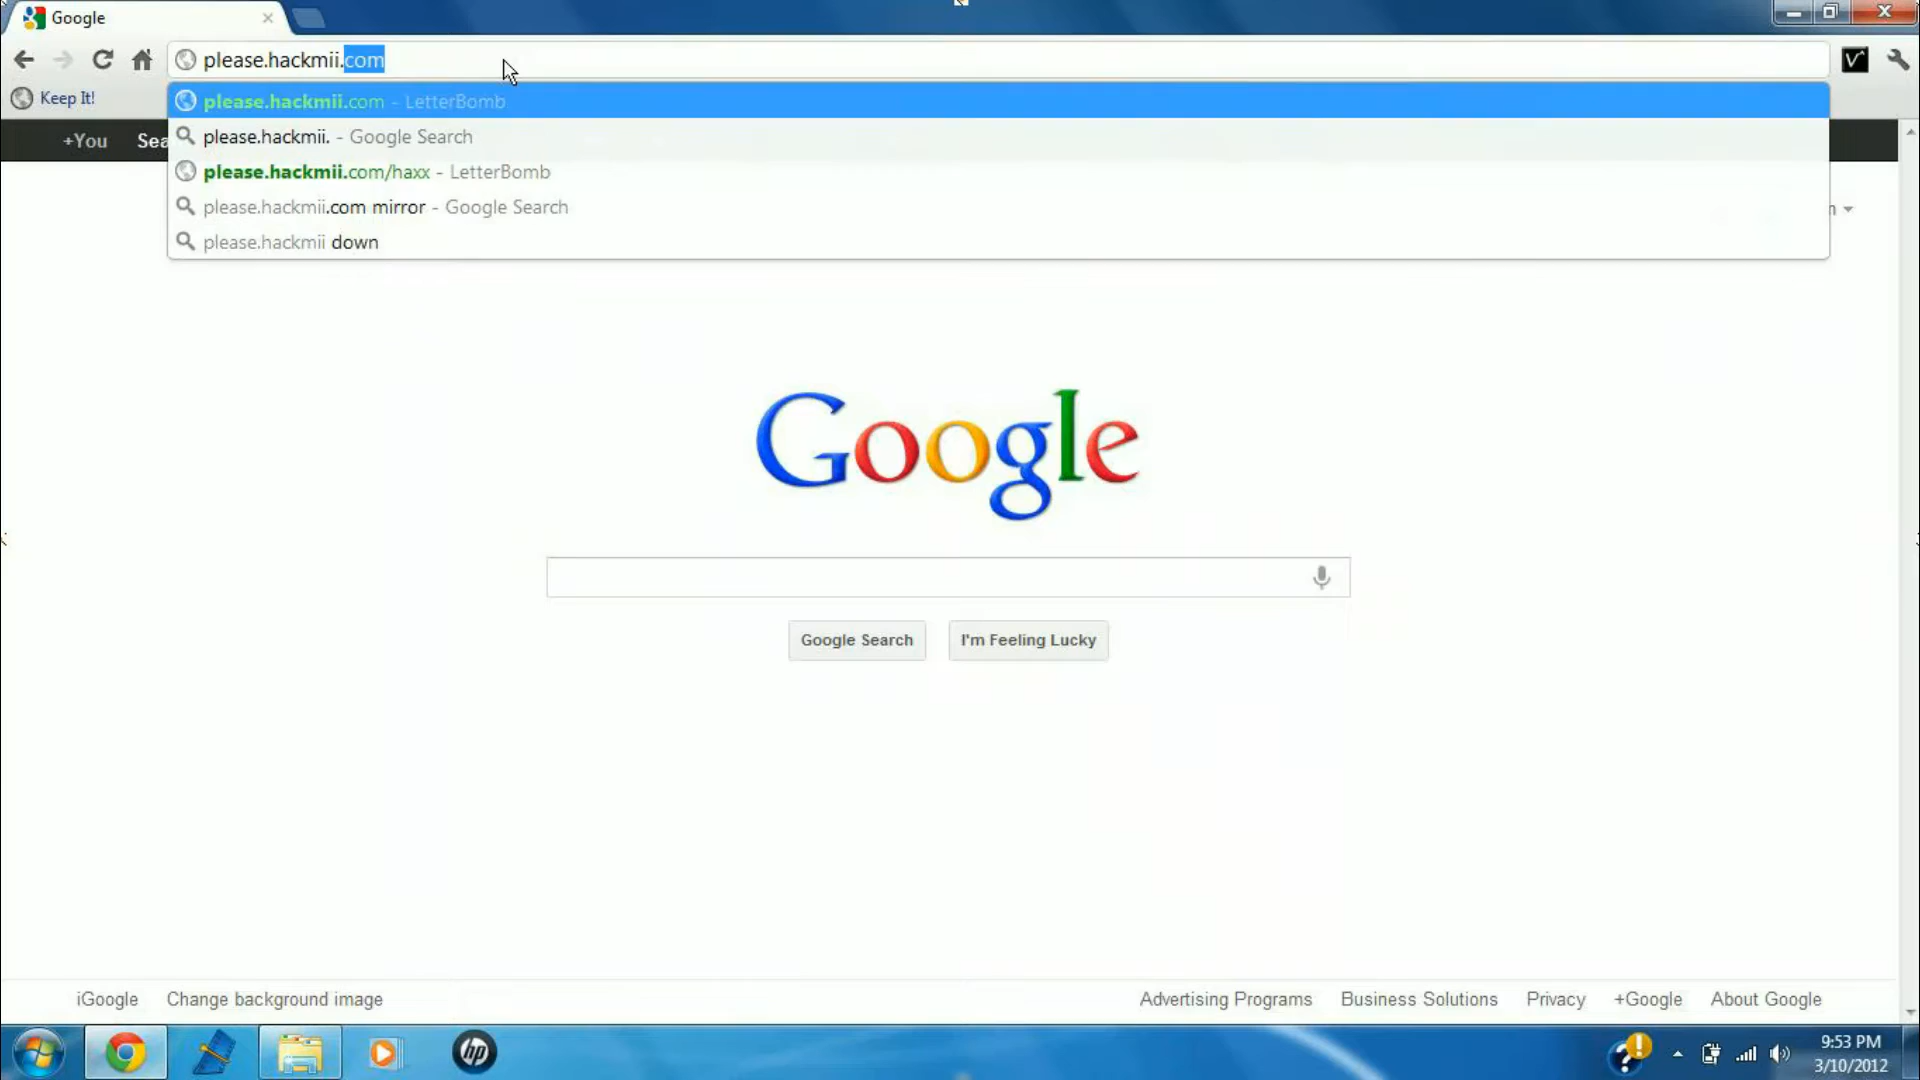 Google
please.hackmii.com
Keep It!
please.hackmii.com - LetterBomb
+You Sea
please.hackmii. - Google Search
please.hackmii.com/haxx - LetterBomb
please.hackmii.com mirror - Google Search
please.hackmii down
Google
Google Search I'm Feeling Lucky
iGoogle Change background image Advertising Programs Business Solutions Privacy +Google About Google
hp 9:53 PM
3/10/2012